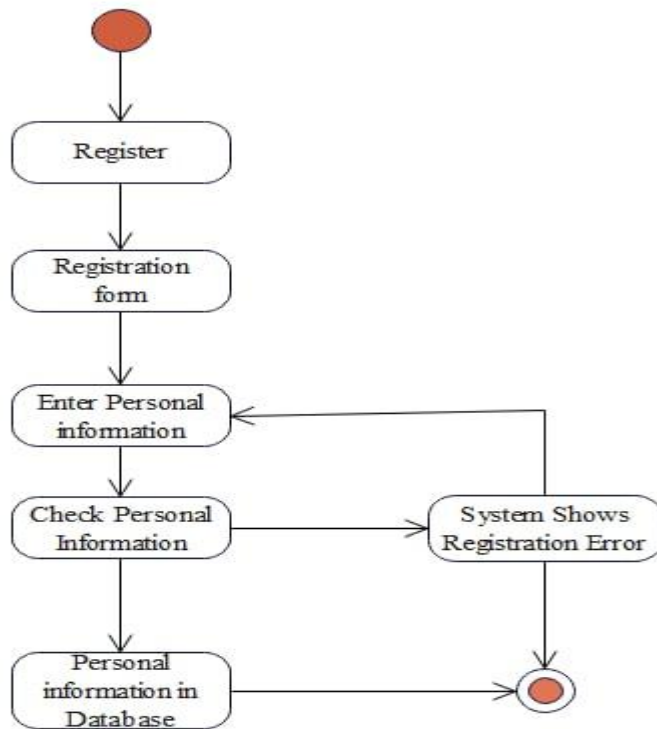 Register
Registration
form
Enter Personal
information
Check Personal
Information
System Shows
Registration Error
Personal
information in
Database